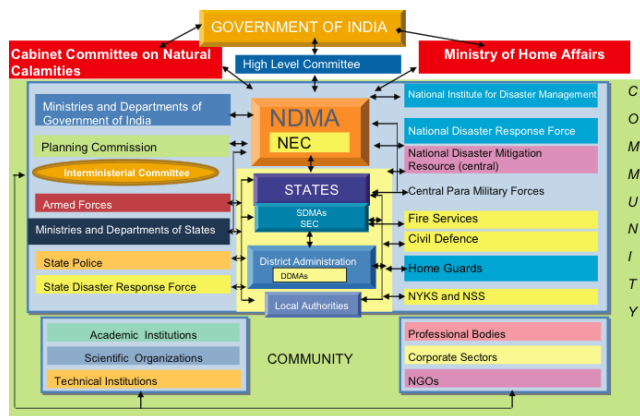 GOVERNMENT OF INDIA
Cabinet Committee on Natural
Calamities
High Level Committee
Ministry of Home Affairs
Ministries and Departments of
Government of India
Planning Commission
Interministerial Committee
Armed Forces
Ministries and Departments of States
State Police
State Disaster Response Force
NDMA
NEC
STATES
SDMAs
SEC
District Administration
DDMAs
Local Authorities
National Institute for Disaster Management
National Disaster Response Force
National Disaster Mitigation
Resource (central)
Central Para Military Forces
Fire Services
Civil Defence
Home Guards
NYKS and NSS
C
O
M
M
U
N
I
T
Y
Academic Institutions
Scientific Organizations
Technical Institutions
COMMUNITY
Professional Bodies
Corporate Sectors
NGOs